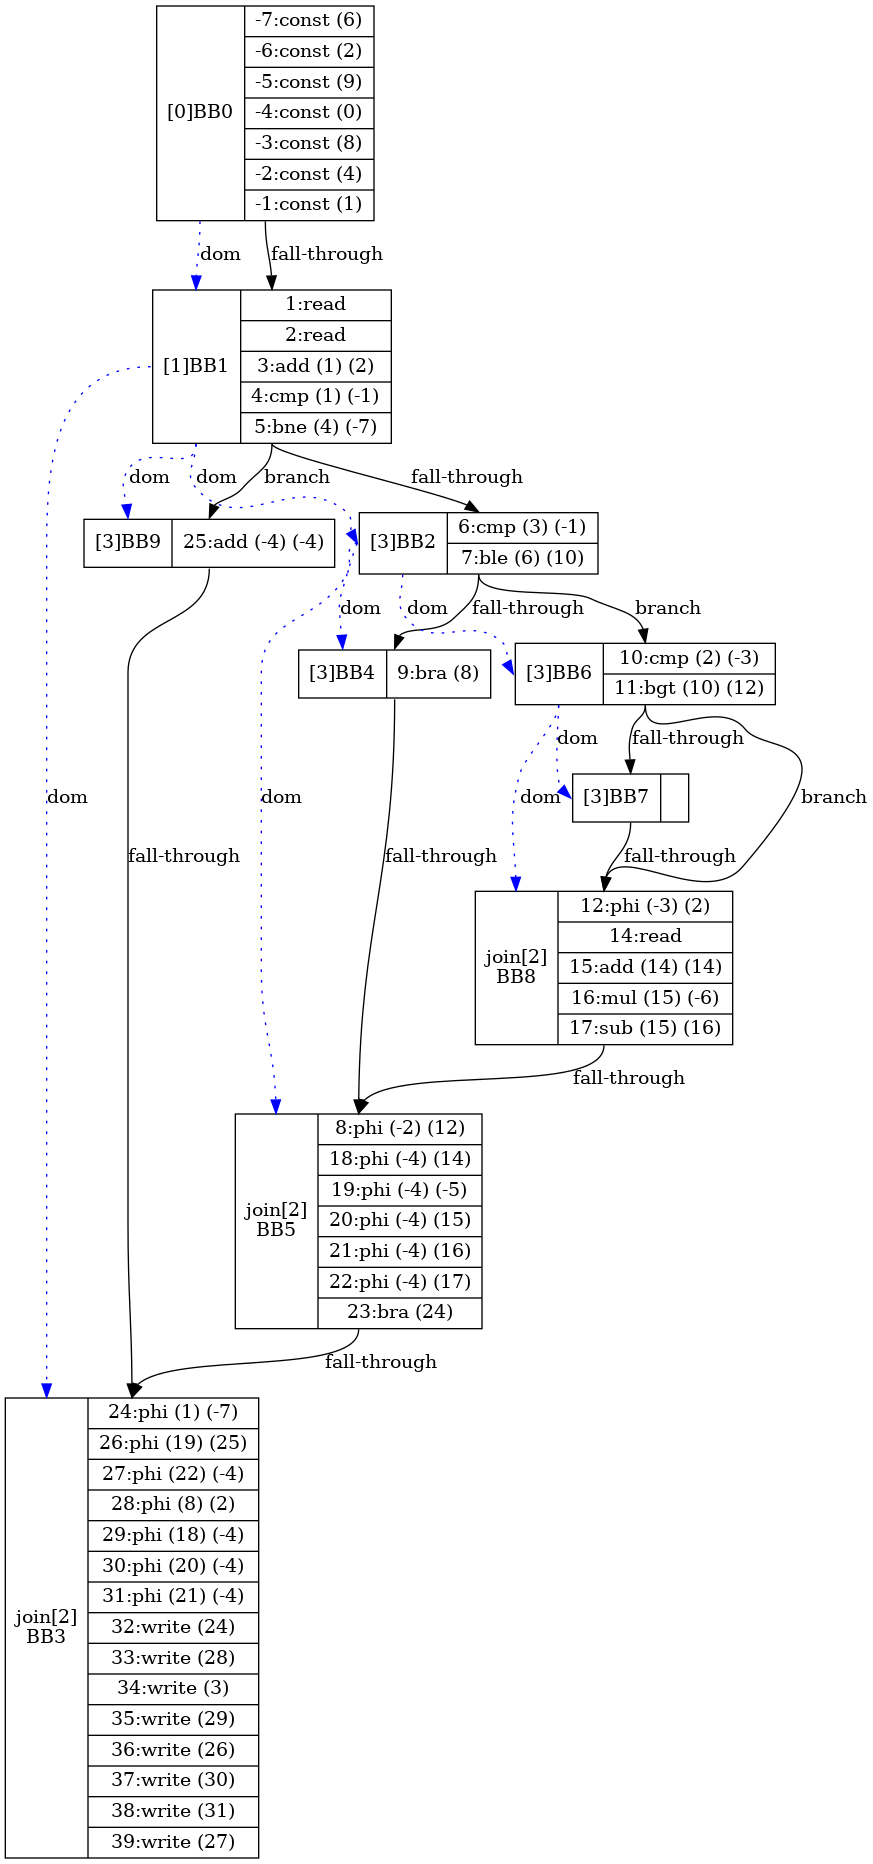 [0]BB0
-7:const (6)
-6:const (2)
-5:const (9)
-4:const (0)
-3:const (8)
-2:const (4)
-1:const (1)
dom
fall-through
[1]BB1
1:read
2:read
3:add (1) (2)
4:cmp (1) (-1)
5:bne (4) (-7)
dom
dom
branch
fall-through
[3]BB9
25:add (-4) (-4)
[3]BB2
6:cmp (3) (-1)
7:ble (6) (10)
dom
dom
fall-through
branch
[3]BB4
9:bra (8)
[3]BB6
10:cmp (2) (-3)
11:bgt (10) (12)
dom
fall-through
dom
dom
dom
branch
[3]BB7
fall-through
fall-through
fall-through
join[2]
BB8
12:phi (-3) (2)
14:read
15:add (14) (14)
16:mul (15) (-6)
17:sub (15) (16)
fall-through
join[2]
BB5
8:phi (-2) (12)
18:phi (-4) (14)
19:phi (-4) (-5)
20:phi (-4) (15)
21:phi (-4) (16)
22:phi (-4) (17)
23:bra (24)
fall-through
join[2]
BB3
24:phi (1) (-7)
26:phi (19) (25)
27:phi (22) (-4)
28:phi (8) (2)
29:phi (18) (-4)
30:phi (20) (-4)
31:phi (21) (-4)
32:write (24)
33:write (28)
34:write (3)
35:write (29)
36:write (26)
37:write (30)
38:write (31)
39:write (27)